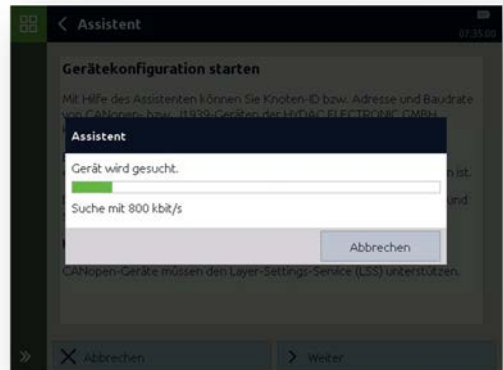 Assistent
07:35:00
Gerätekonfiguration starten
Mit Hilfe des Assistenten können Sie Knoten-ID bzw. Adresse und Baudrate
von CANopen- bzw. J1939-Geräten der HYDAC ELECTRONIC GMBH
Assistent
Gerät wird gesucht.
n ist.
Suche mit 800 kbit/s
und
Abbrechen
CANopen-Geräte müssen den Layer-Settings-Service (LSS) unterstützen.
Abbrechen
Weiter